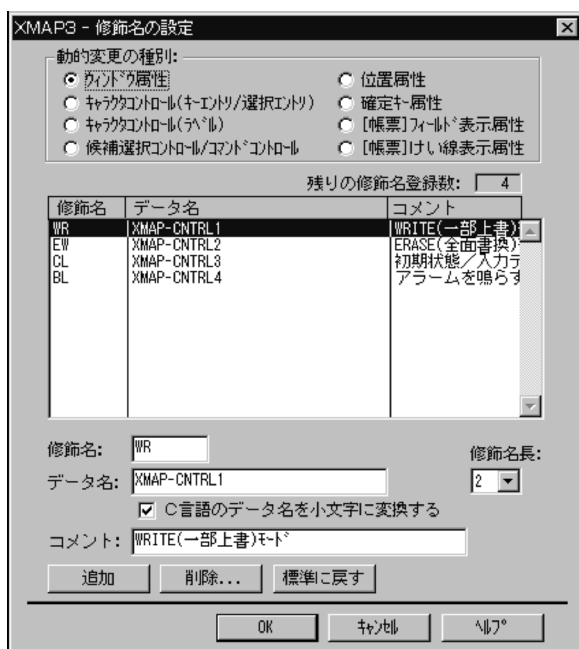 XMAP3 - 修飾名の設定
動的変更の種別:
ｳｨﾝﾄﾞｳ属性
位置属性
ｷｬﾗｸﾀｺﾝﾄﾛｰﾙ(ｷｰｴﾝﾄﾘ/選択ｴﾝﾄﾘ)
確定ｷｰ属性
ｷｬﾗｸﾀｺﾝﾄﾛｰﾙ(ﾗﾍﾞﾙ)
[帳票]ﾌｨｰﾙﾄﾞ表示属性
候補選択ｺﾝﾄﾛｰﾙ/ｺﾏﾝﾄﾞｺﾝﾄﾛｰﾙ
[帳票]けい線表示属性
残りの修飾名登録数: 4
修飾名 データ名 コメント
WR XMAP-CNTRL1 WRITE(一部上書)
EW XMAP-CNTRL2 ERASE(全面書換)
CL XMAP-CNTRL3 初期状態／入力デ
BL XMAP-CNTRL4 アラームを鳴らす
修飾名: WR
修飾名長:
データ名: XMAP-CNTRL1
2
C言語のデータ名を小文字に変換する
コメント: WRITE(一部上書)ﾓｰﾄﾞ
追加 削除... 標準に戻す
OK ｷｬﾝｾﾙ ﾍﾙﾌﾟ